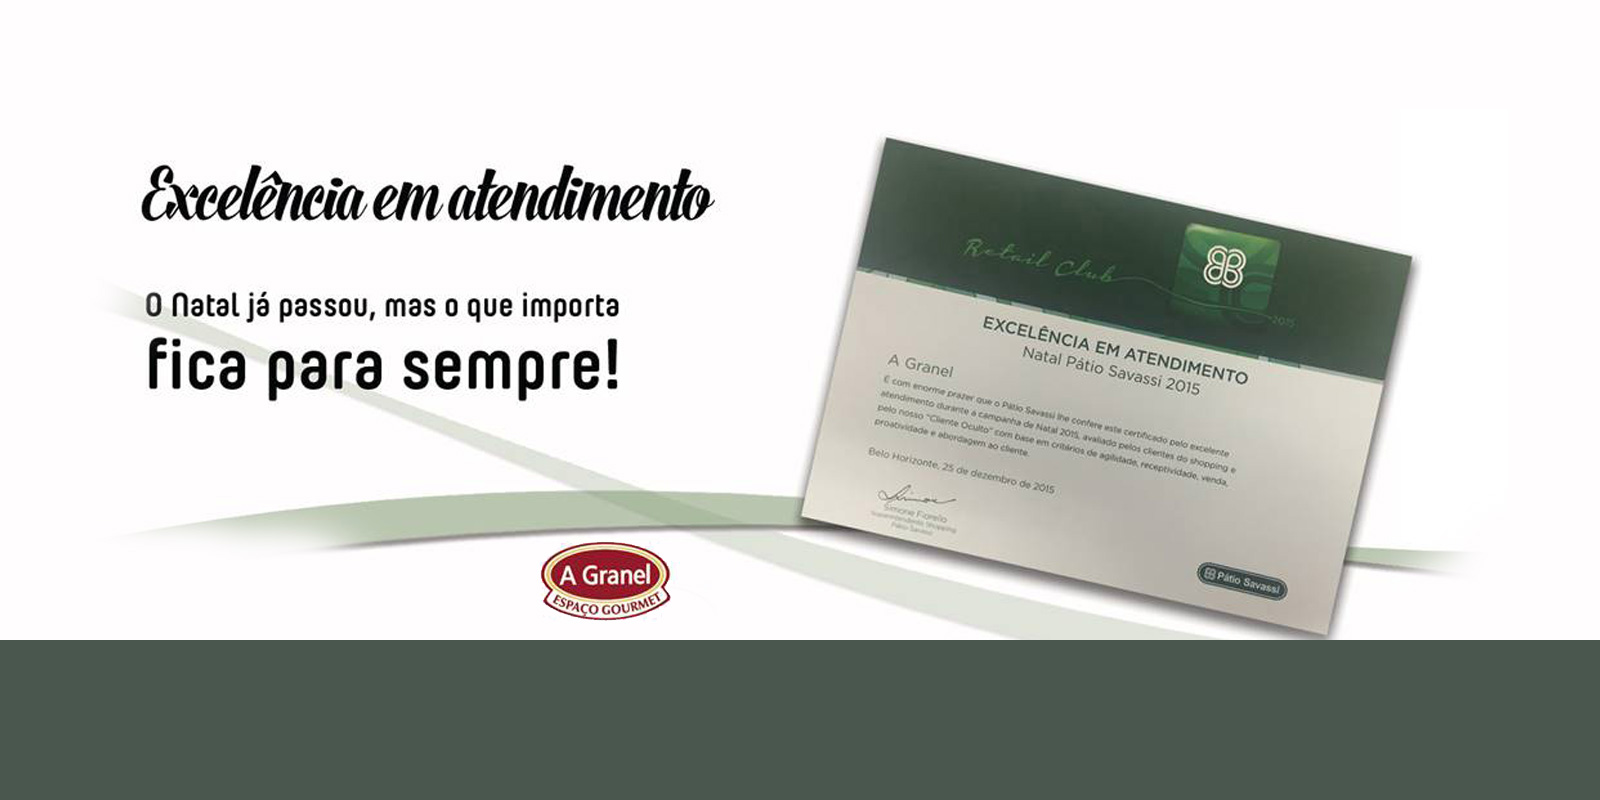 Excelência em atendimento
O Natal já passou, mas o que importa
fica para sempre!
A Granel
ESPAÇO GOURMET
Retail Club
2015
EXCELÊNCIA EM ATENDIMENTO
Natal Pátio Savassi 2015
A Granel
É com enorme prazer que o Pátio Savassi lhe confere este certificado pelo excelente
atendimento durante a campanha de Natal 2015, avaliado pelos clientes do shopping e
pelo nosso "Cliente Oculto" com base em critérios de agilidade, receptividade, venda,
proatividade e abordagem ao cliente.
Belo Horizonte, 25 de dezembro de 2015
Simone Fiorelio
Superintendente Shopping
Pátio Savassi
Pátio Savassi